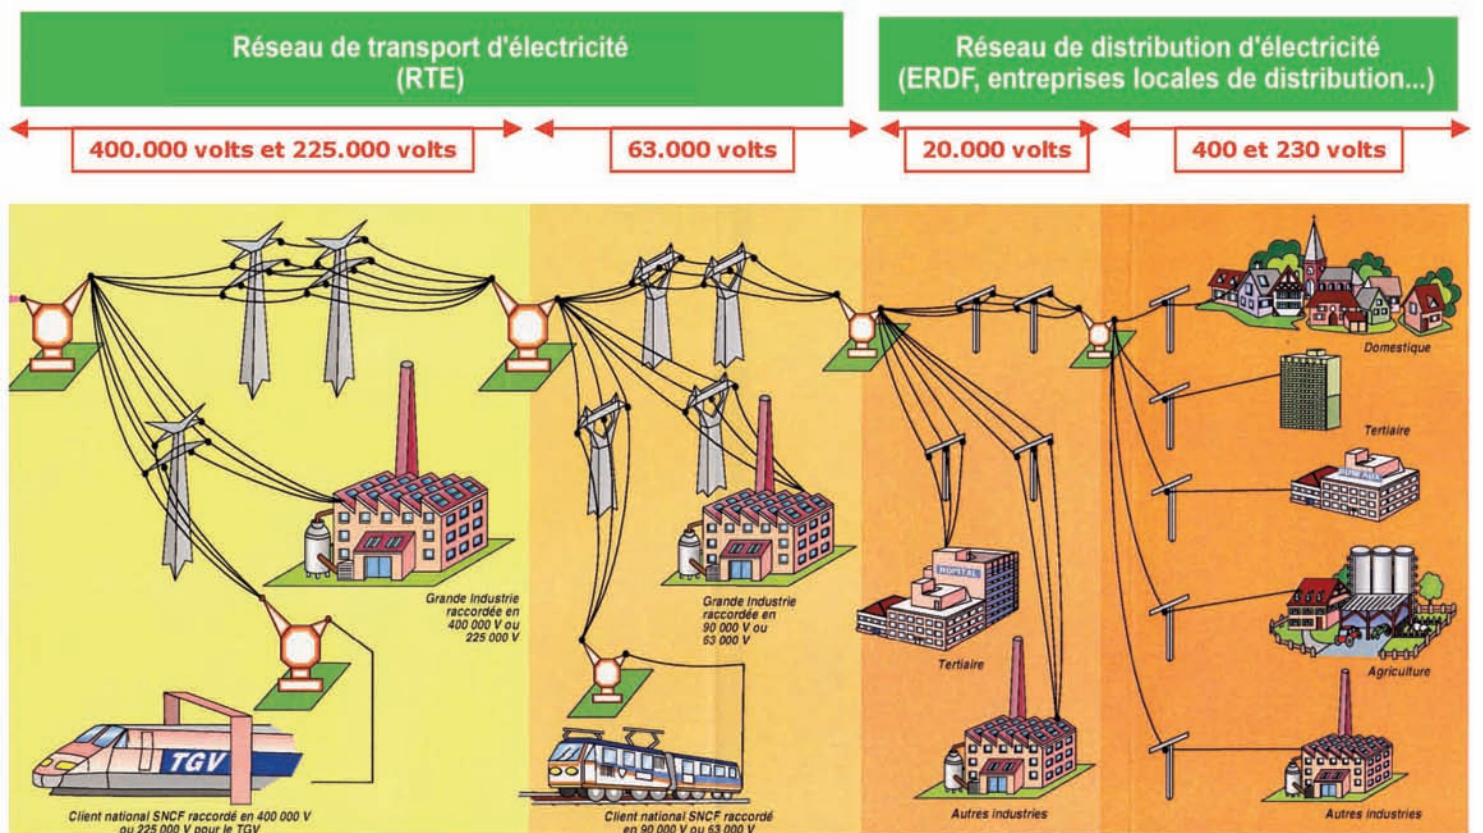 Réseau de transport d'électricité
(RTE)
Réseau de distribution d'électricité
(ERDF, entreprises locales de distribution...)
400.000 volts et 225.000 volts
63.000 volts
20.000 volts
400 et 230 volts
Domestique
Tertiaire
Grande Industrie
raccordée en
400 000 V ou
225 000 V
Grande Industrie
raccordée en
90 000 V ou
63 000 V
HOPITAL
Tertiaire
Agriculture
TGV
Client national SNCF raccordé en 400 000 V
ou 225 000 V pour le TGV
Client national SNCF raccordé
en 90 000 V ou 63 000 V
Autres industries
Autres industries